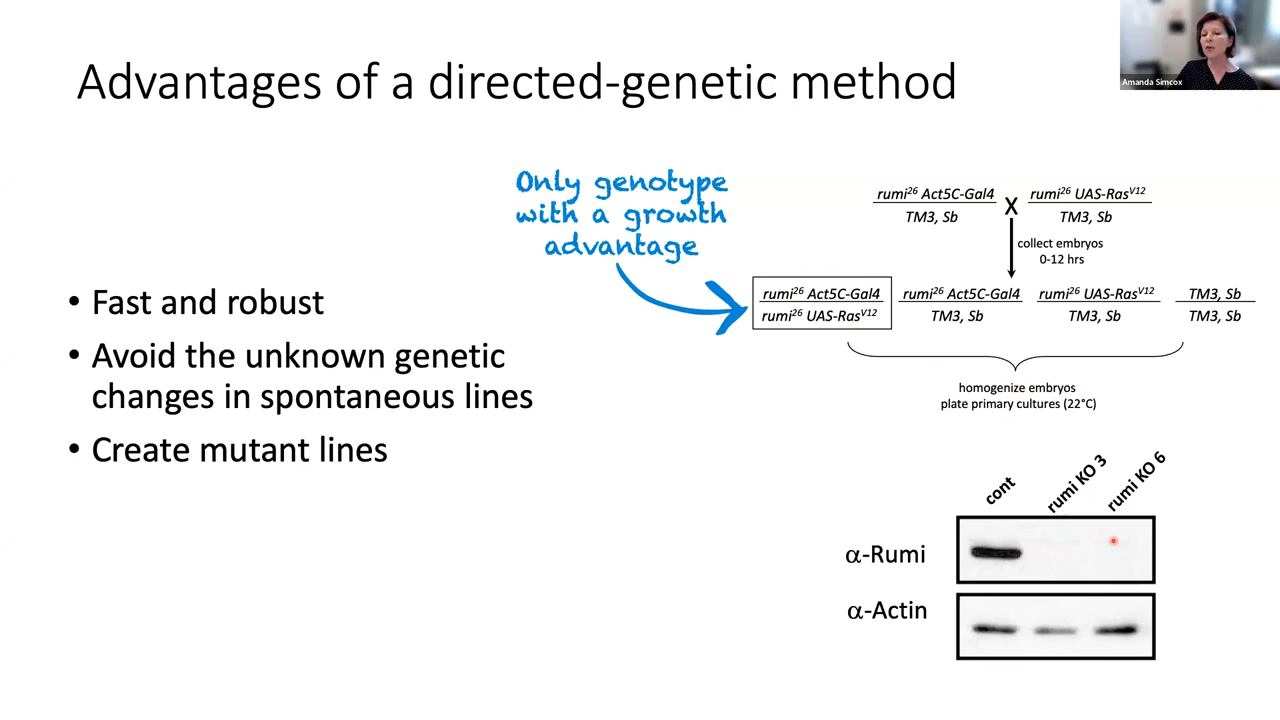 Advantages of a directed-genetic method
Amanda Simcox
Only genotype
with a growth
advantage
• Fast and robust
• Avoid the unknown genetic
changes in spontaneous lines
• Create mutant lines
rumi²⁶ Act5C-Gal4
TM3, Sb
X
rumi²⁶ UAS-Rasⱽ¹²
TM3, Sb
collect embryos
0-12 hrs
rumi²⁶ Act5C-Gal4
rumi²⁶ UAS-Rasⱽ¹²
rumi²⁶ Act5C-Gal4
TM3, Sb
rumi²⁶ UAS-Rasⱽ¹²
TM3, Sb
TM3, Sb
TM3, Sb
homogenize embryos
plate primary cultures (22°C)
cont
rumi KO 3
rumi KO 6
α-Rumi
α-Actin